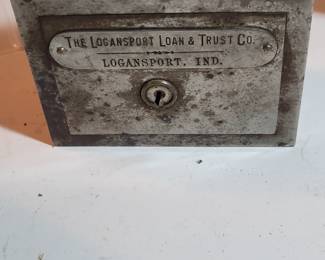 The Logansport Loan & Trust Co.
Logansport, Ind.